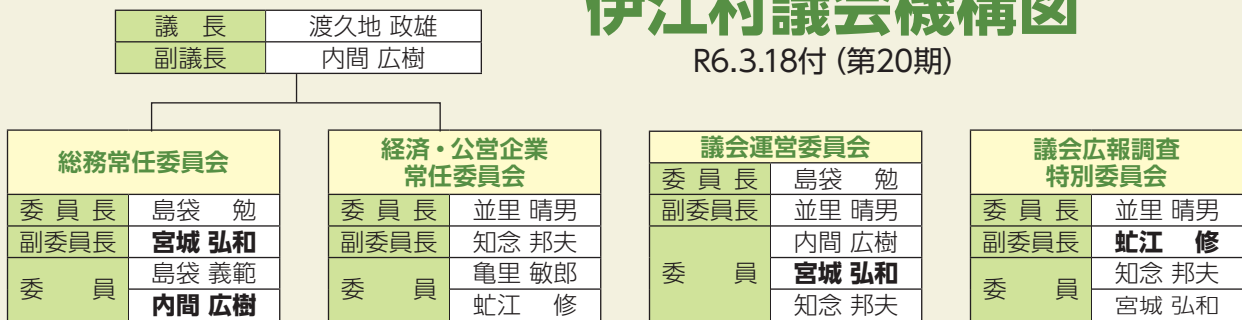 伊江村議会機構図
R6.3.18付 (第20期)
議 長 渡久地 政雄
副議長 内間 広樹
総務常任委員会
委 員 長 島袋 勉
副委員長 宮城 弘和
委 員 島袋 義範
内間 広樹
経済・公営企業
常任委員会
委 員 長 並里 晴男
副委員長 知念 邦夫
委 員 亀里 敏郎
虻江 修
議会運営委員会
委 員 長 島袋 勉
副委員長 並里 晴男
委 員 内間 広樹
宮城 弘和
知念 邦夫
議会広報調査
特別委員会
委 員 長 並里 晴男
副委員長 虻江 修
委 員 知念 邦夫
宮城 弘和